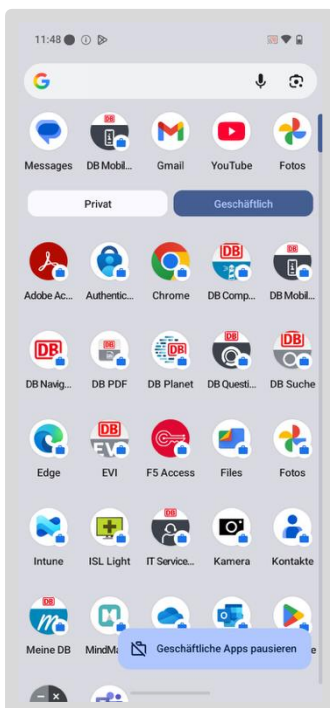 11:48
Messages DB Mobil... Gmail YouTube Fotos
Privat Geschäftlich
Adobe Ac... Authentic... Chrome DB Comp... DB Mobil...
DB Navig... DB PDF DB Planet DB Questi... DB Suche
Edge EVI F5 Access Files Fotos
Intune ISL Light IT Service... Kamera Kontakte
Meine DB
Geschäftliche Apps pausieren